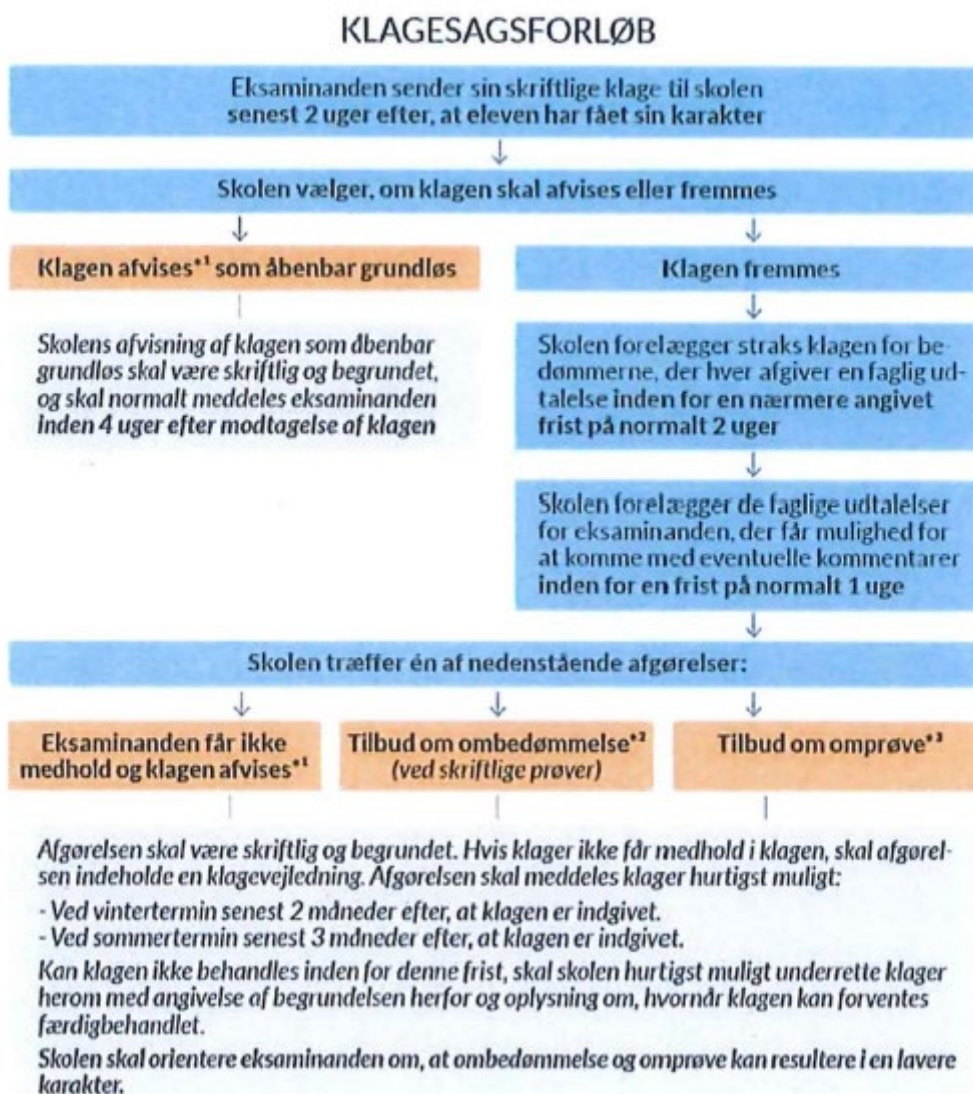 KLAGESAGSFORLØB
Eksaminanden sender sin skriftlige klage til skolen
senest 2 uger efter, at eleven har fået sin karakter
Skolen vælger, om klagen skal afvises eller fremmes
Klagen afvises*1 som åbenbar grundløs
Klagen fremmes
Skolens afvisning af klagen som åbenbar
grundløs skal være skriftlig og begrundet,
og skal normalt meddeles eksaminanden
inden 4 uger efter modtagelse af klagen
Skolen forelægger straks klagen for be-
dømmerne, der hver afgiver en faglig ud-
talelse inden for en nærmere angivet
frist på normalt 2 uger
Skolen forelægger de faglige udtalelser
for eksaminanden, der får mulighed for
at komme med eventuelle kommentarer
inden for en frist på normalt 1 uge
Skolen træffer én af nedenstående afgørelser:
Eksaminanden får ikke
medhold og klagen afvises*1
Tilbud om ombedømmelse*2
(ved skriftlige prøver)
Tilbud om omprøve*3
Afgørelsen skal være skriftlig og begrundet. Hvis klager ikke får medhold i klagen, skal afgørel-
sen indeholde en klagevejledning. Afgørelsen skal meddeles klager hurtigst muligt:
- Ved vintertermin senest 2 måneder efter, at klagen er indgivet.
- Ved sommertermin senest 3 måneder efter, at klagen er indgivet.
Kan klagen ikke behandles inden for denne frist, skal skolen hurtigst muligt underrette klager
herom med angivelse af begrundelsen herfor og oplysning om, hvornår klagen kan forventes
færdigbehandlet.
Skolen skal orientere eksaminanden om, at ombedømmelse og omprøve kan resultere i en lavere
karakter.